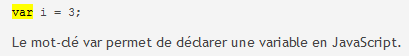 var i = 3;
Le mot-clé var permet de déclarer une variable en JavaScript.